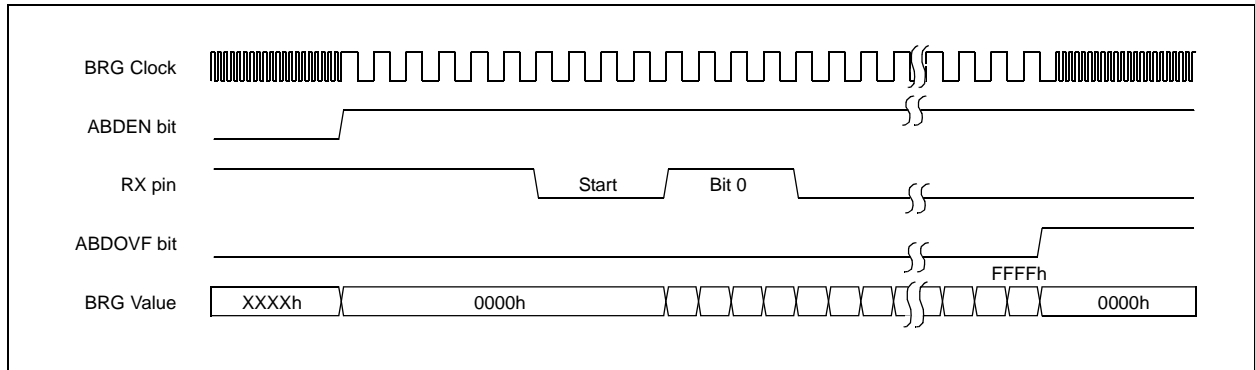 BRG Clock
ABDEN bit
RX pin
Start
Bit 0
ABDOVF bit
FFFFh
BRG Value
XXXXh
0000h
0000h